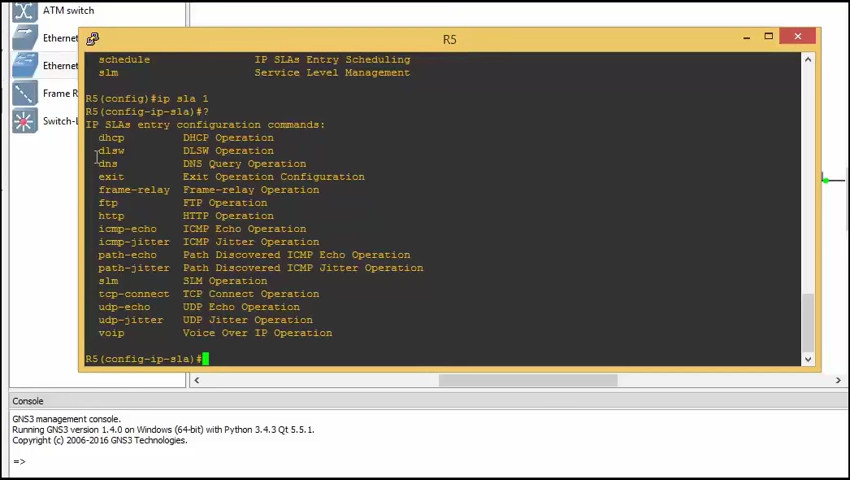 ATM switch
Ethernet
Ethernet
Frame R
Switch-L
R5
schedule IP SLAs Entry Scheduling
slm Service Level Management
R5(config)#ip sla 1
R5(config-ip-sla)#?
IP SLAs entry configuration commands:
dhcp DHCP Operation
dlsw DLSW Operation
dns DNS Query Operation
exit Exit Operation Configuration
frame-relay Frame-relay Operation
ftp FTP Operation
http HTTP Operation
icmp-echo ICMP Echo Operation
icmp-jitter ICMP Jitter Operation
path-echo Path Discovered ICMP Echo Operation
path-jitter Path Discovered ICMP Jitter Operation
slm SLM Operation
tcp-connect TCP Connect Operation
udp-echo UDP Echo Operation
udp-jitter UDP Jitter Operation
voip Voice Over IP Operation
R5(config-ip-sla)#
Console
GNS3 management console.
Running GNS3 version 1.4.0 on Windows (64-bit) with Python 3.4.3 Qt 5.5.1.
Copyright (c) 2006-2016 GNS3 Technologies.
=>